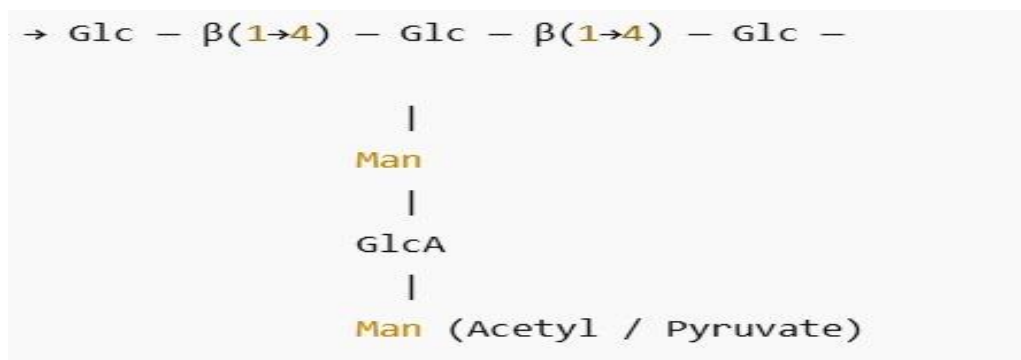 → Glc – β(1→4) – Glc – β(1→4) – Glc –
|
Man
|
GlcA
|
Man (Acetyl / Pyruvate)